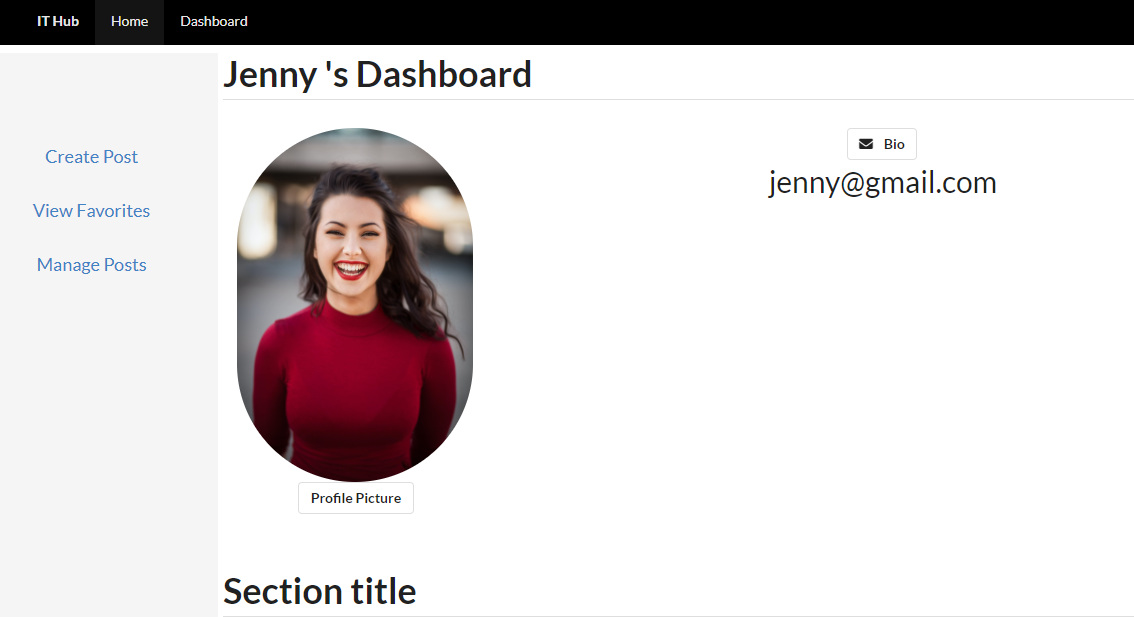 IT Hub Home Dashboard
Jenny 's Dashboard
Create Post
View Favorites
Manage Posts
Bio
jenny@gmail.com
Profile Picture
Section title